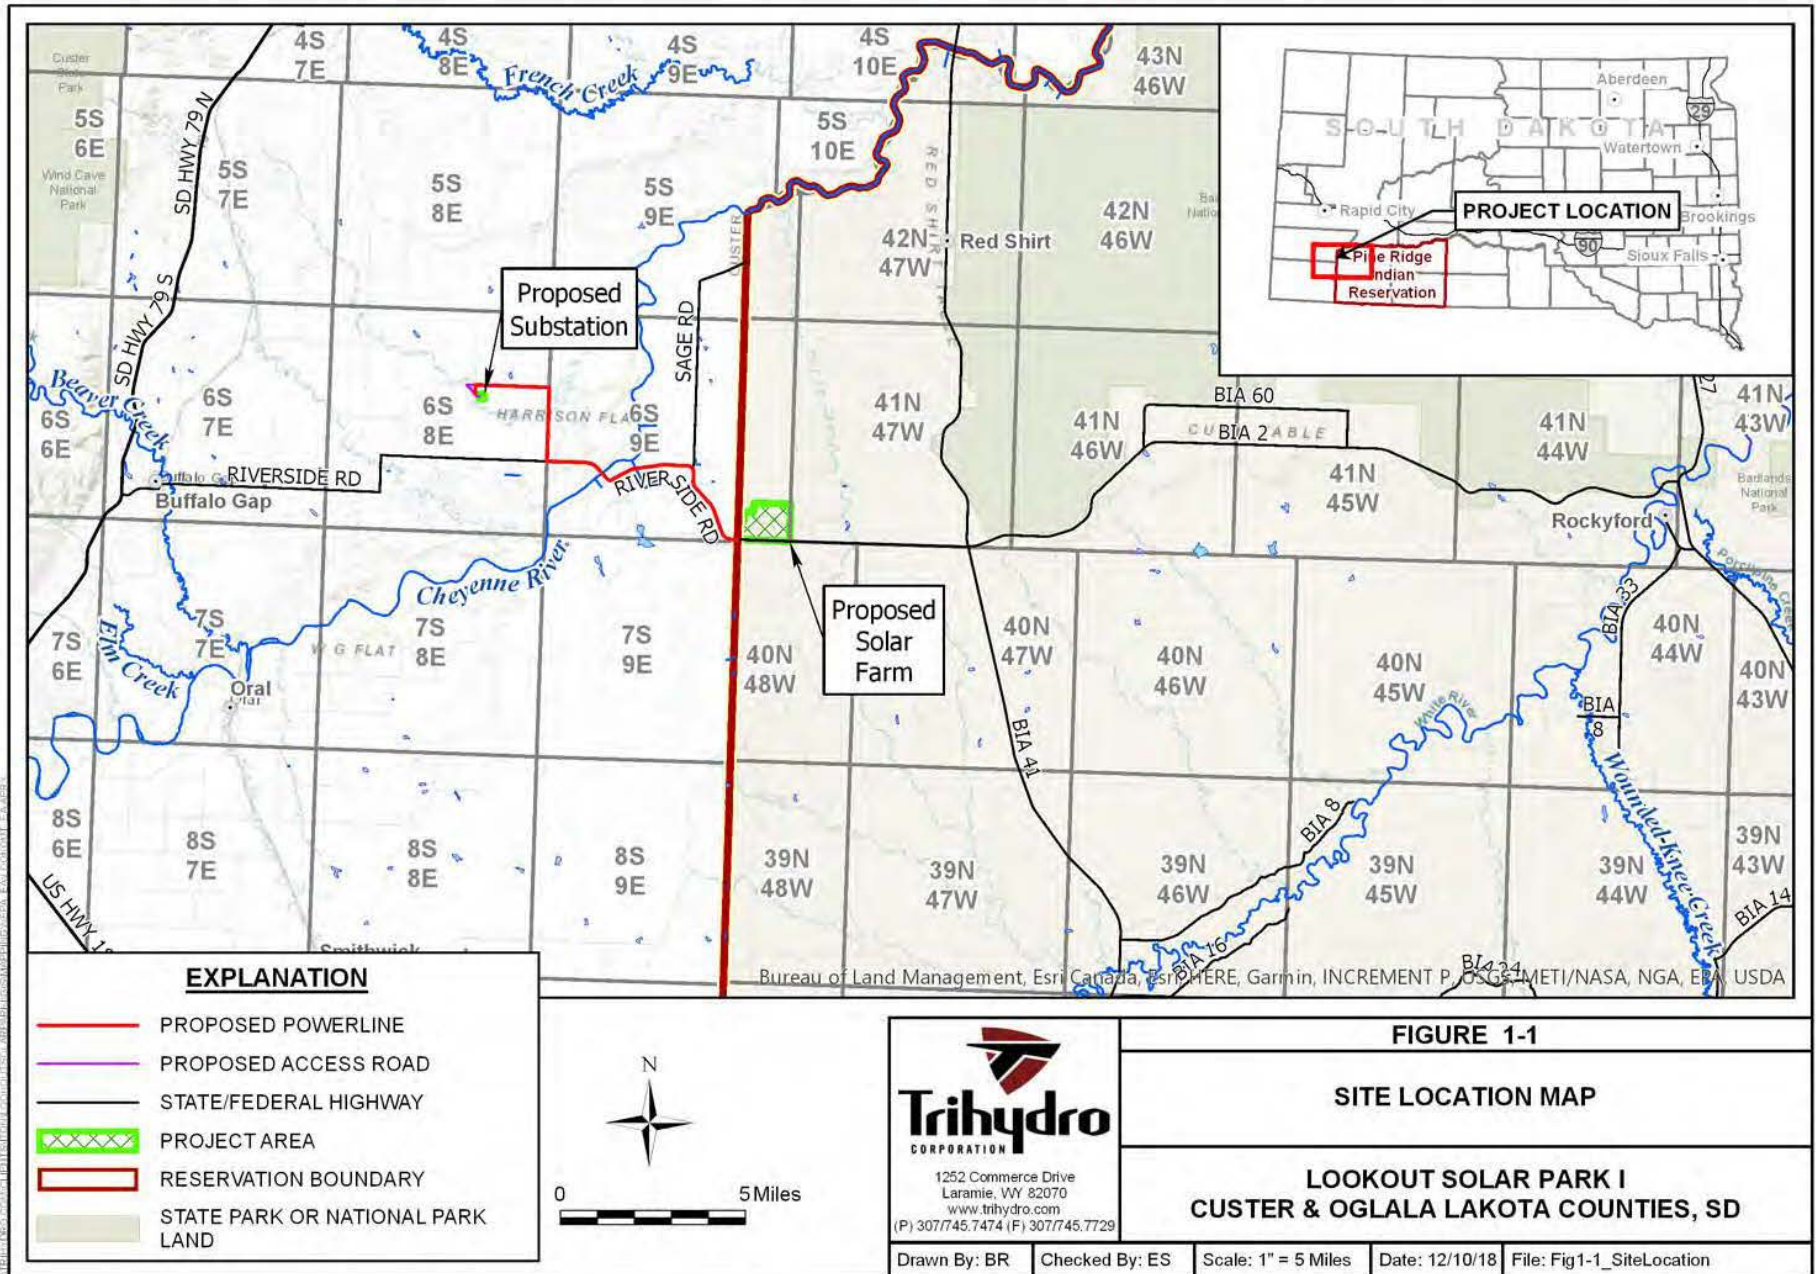 Custer
Park
Wind Cave
National
Park
4S
7E
4S
8E
4S
9E
4S
10E
43N
46W
French Creek
5S
6E
5S
7E
5S
8E
5S
9E
5S
10E
42N
47W
42N
46W
SD HWY 79 N
SD HWY 79 S
CUSTER
Red Shirt
Proposed
Substation
SAGE RD
Beaver Creek
6S
6E
6S
7E
6S
8E
6S
9E
41N
47W
41N
46W
41N
45W
41N
44W
41N
43W
BIA 60
BIA 2
27
RIVERSIDE RD
Buffalo Gap
RIVERSIDE RD
Rockyford
Badlands
National
Park
Cheyenne River
Elm Creek
Proposed
Solar
Farm
7S
6E
7S
7E
7S
8E
7S
9E
W G FLAT
Oral
40N
48W
40N
47W
40N
46W
40N
45W
40N
44W
40N
43W
BIA 33
BIA
8
BIA 41
White River
Wounded Knee Creek
8S
6E
8S
7E
8S
8E
8S
9E
39N
48W
39N
47W
39N
46W
39N
45W
39N
44W
39N
43W
BIA 8
BIA 16
BIA 24
BIA 14
Smithwick
Bureau of Land Management, Esri Canada, Esri, HERE, Garmin, INCREMENT P, USGS, METI/NASA, NGA, EPA, USDA
SOUTH DAKOTA
Aberdeen
29
Watertown
Rapid City
PROJECT LOCATION
Brookings
90
Sioux Falls
Pine Ridge
Indian
Reservation
EXPLANATION
PROPOSED POWERLINE
PROPOSED ACCESS ROAD
STATE/FEDERAL HIGHWAY
PROJECT AREA
RESERVATION BOUNDARY
STATE PARK OR NATIONAL PARK
LAND
N
0 5 Miles
Trihydro
CORPORATION
1252 Commerce Drive
Laramie, WY 82070
www.trihydro.com
(P) 307/745.7474 (F) 307/745.7729
FIGURE 1-1
SITE LOCATION MAP
LOOKOUT SOLAR PARK I
CUSTER & OGLALA LAKOTA COUNTIES, SD
Drawn By: BR
Checked By: ES
Scale: 1" = 5 Miles
Date: 12/10/18
File: Fig1-1_SiteLocation